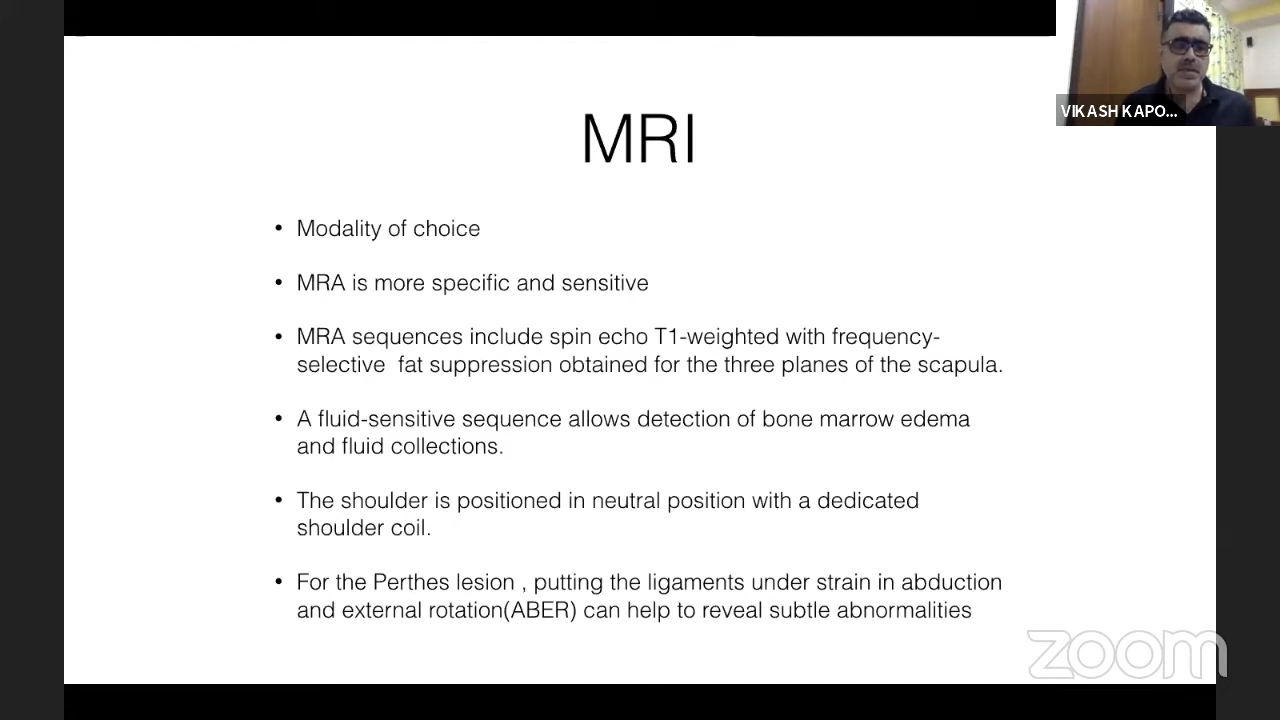 VIKASH KAPO...
MRI
• Modality of choice
• MRA is more specific and sensitive
• MRA sequences include spin echo T1-weighted with frequency-
selective fat suppression obtained for the three planes of the scapula.
• A fluid-sensitive sequence allows detection of bone marrow edema
and fluid collections.
• The shoulder is positioned in neutral position with a dedicated
shoulder coil.
• For the Perthes lesion , putting the ligaments under strain in abduction
and external rotation(ABER) can help to reveal subtle abnormalities
zoom